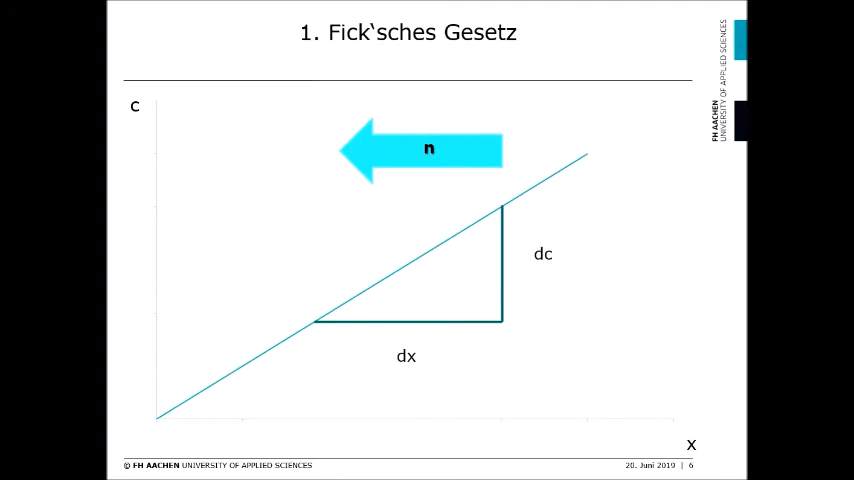 1. Fick‘sches Gesetz
c
n
dc
dx
x
FH AACHEN
UNIVERSITY OF APPLIED SCIENCES
© FH AACHEN UNIVERSITY OF APPLIED SCIENCES
20. Juni 2019 | 6